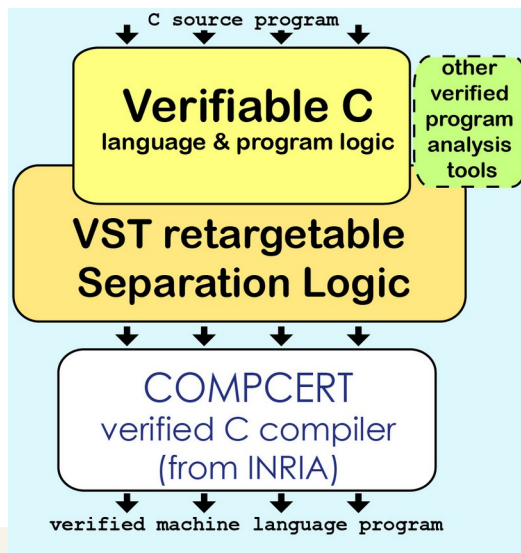 C source program
Verifiable C
language & program logic
other
verified
program
analysis
tools
VST retargetable
Separation Logic
COMPCERT
verified C compiler
(from INRIA)
verified machine language program